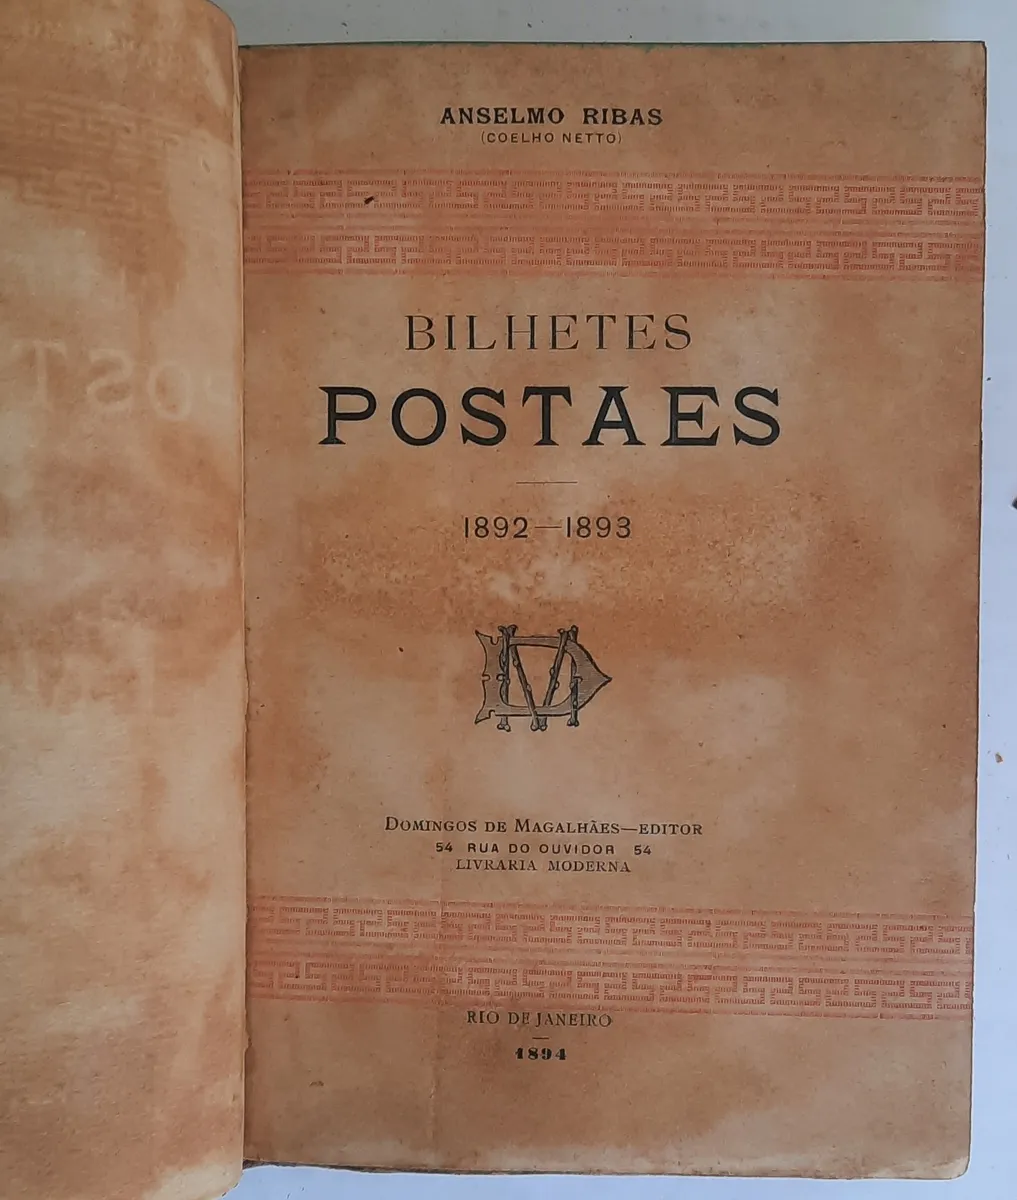 ANSELMO RIBAS
(COELHO NETTO)
BILHETES
POSTAES
1892—1893
DM
DOMINGOS DE MAGALHÃES—EDITOR
54 RUA DO OUVIDOR 54
LIVRARIA MODERNA
RIO DE JANEIRO
1894